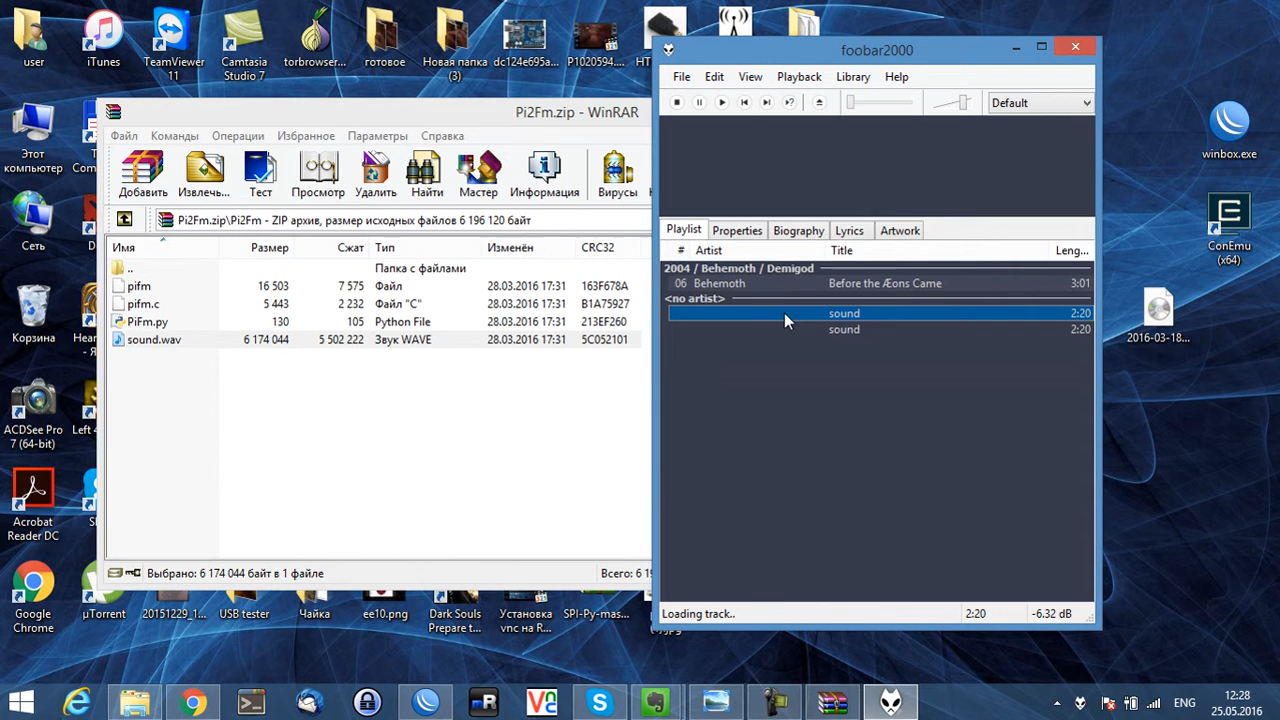 user
iTunes
TeamViewer
11
Camtasia
Studio 7
torbrowser...
готовое
Новая папка
(3)
dc124e695a...
P1020594....
HT
Этот
компьютер
T
Com
Сеть
D
Корзина
Hear
- Я
ACDSee Pro
7 (64-bit)
Left 4
Acrobat
Reader DC
Sk
Google
Chrome
µTorrent
20151229_1...
USB tester
Чайка
ee10.png
Dark Souls
Prepare t...
Установка
vnc на R...
SPI-Py-mas...
winbox.exe
ConEmu
(x64)
2016-03-18...
Pi2Fm.zip - WinRAR
Файл Команды Операции Избранное Параметры Справка
Добавить Извлечь... Тест Просмотр Удалить Найти Мастер Информация Вирусы
Pi2Fm.zip\Pi2Fm - ZIP архив, размер исходных файлов 6 196 120 байт
Имя Размер Сжат Тип Изменён CRC32
.. Папка с файлами
pifm 16 503 7 575 Файл 28.03.2016 17:31 163F678A
pifm.c 5 443 2 232 Файл "C" 28.03.2016 17:31 B1A75927
PiFm.py 130 105 Python File 28.03.2016 17:31 213EF260
sound.wav 6 174 044 5 502 222 Звук WAVE 28.03.2016 17:31 5C052101
Выбрано: 6 174 044 байт в 1 файле Всего: 6 19
foobar2000
File Edit View Playback Library Help
Default
Playlist Properties Biography Lyrics Artwork
# Artist Title Leng...
2004 / Behemoth / Demigod
06 Behemoth Before the Æons Came 3:01
<no artist>
sound 2:20
sound 2:20
Loading track.. 2:20 -6.32 dB
ENG
12:28
25.05.2016